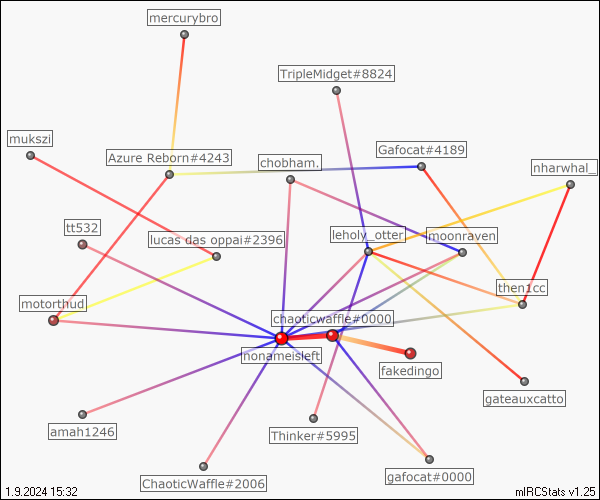 mercurybro
TripleMidget#8824
mukszi
Azure Reborn#4243
chobham.
Gafocat#4189
nharwhal_
tt532
lucas das oppai#2396
leholy_otter
moonraven
motorthud
then1cc
chaoticwaffle#0000
nonameisleft
fakedingo
gateauxcatto
amah1246
Thinker#5995
ChaoticWaffle#2006
gafocat#0000
1.9.2024 15:32
mIRCStats v1.25